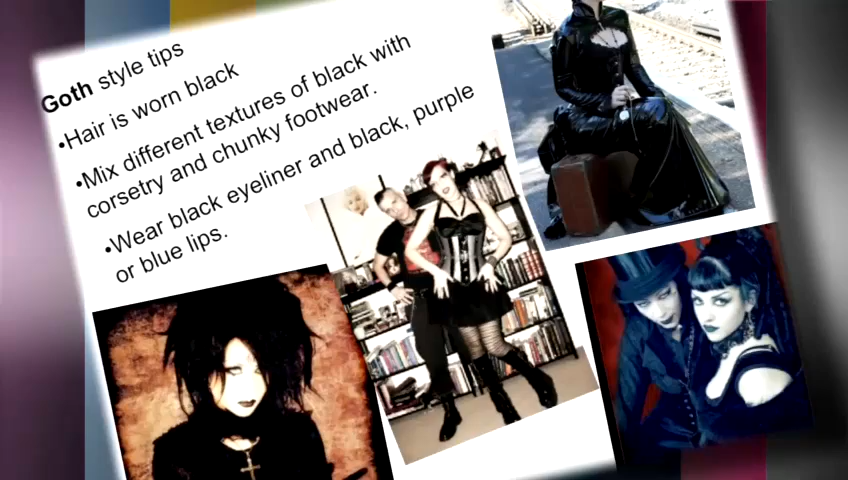 Goth style tips
•Hair is worn black
•Mix different textures of black with
corsetry and chunky footwear.
•Wear black eyeliner and black, purple
or blue lips.